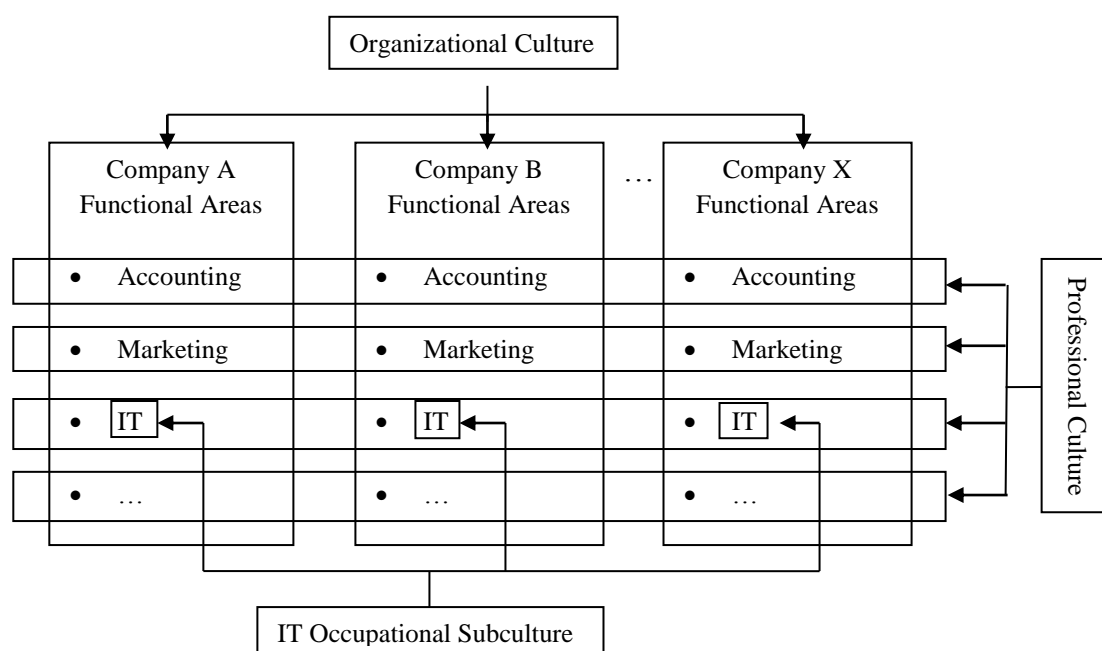 Organizational Culture
Company A
Functional Areas
Company B
Functional Areas
…
Company X
Functional Areas
• Accounting
• Accounting
• Accounting
• Marketing
• Marketing
• Marketing
• IT
• IT
• IT
• …
• …
• …
Professional Culture
IT Occupational Subculture